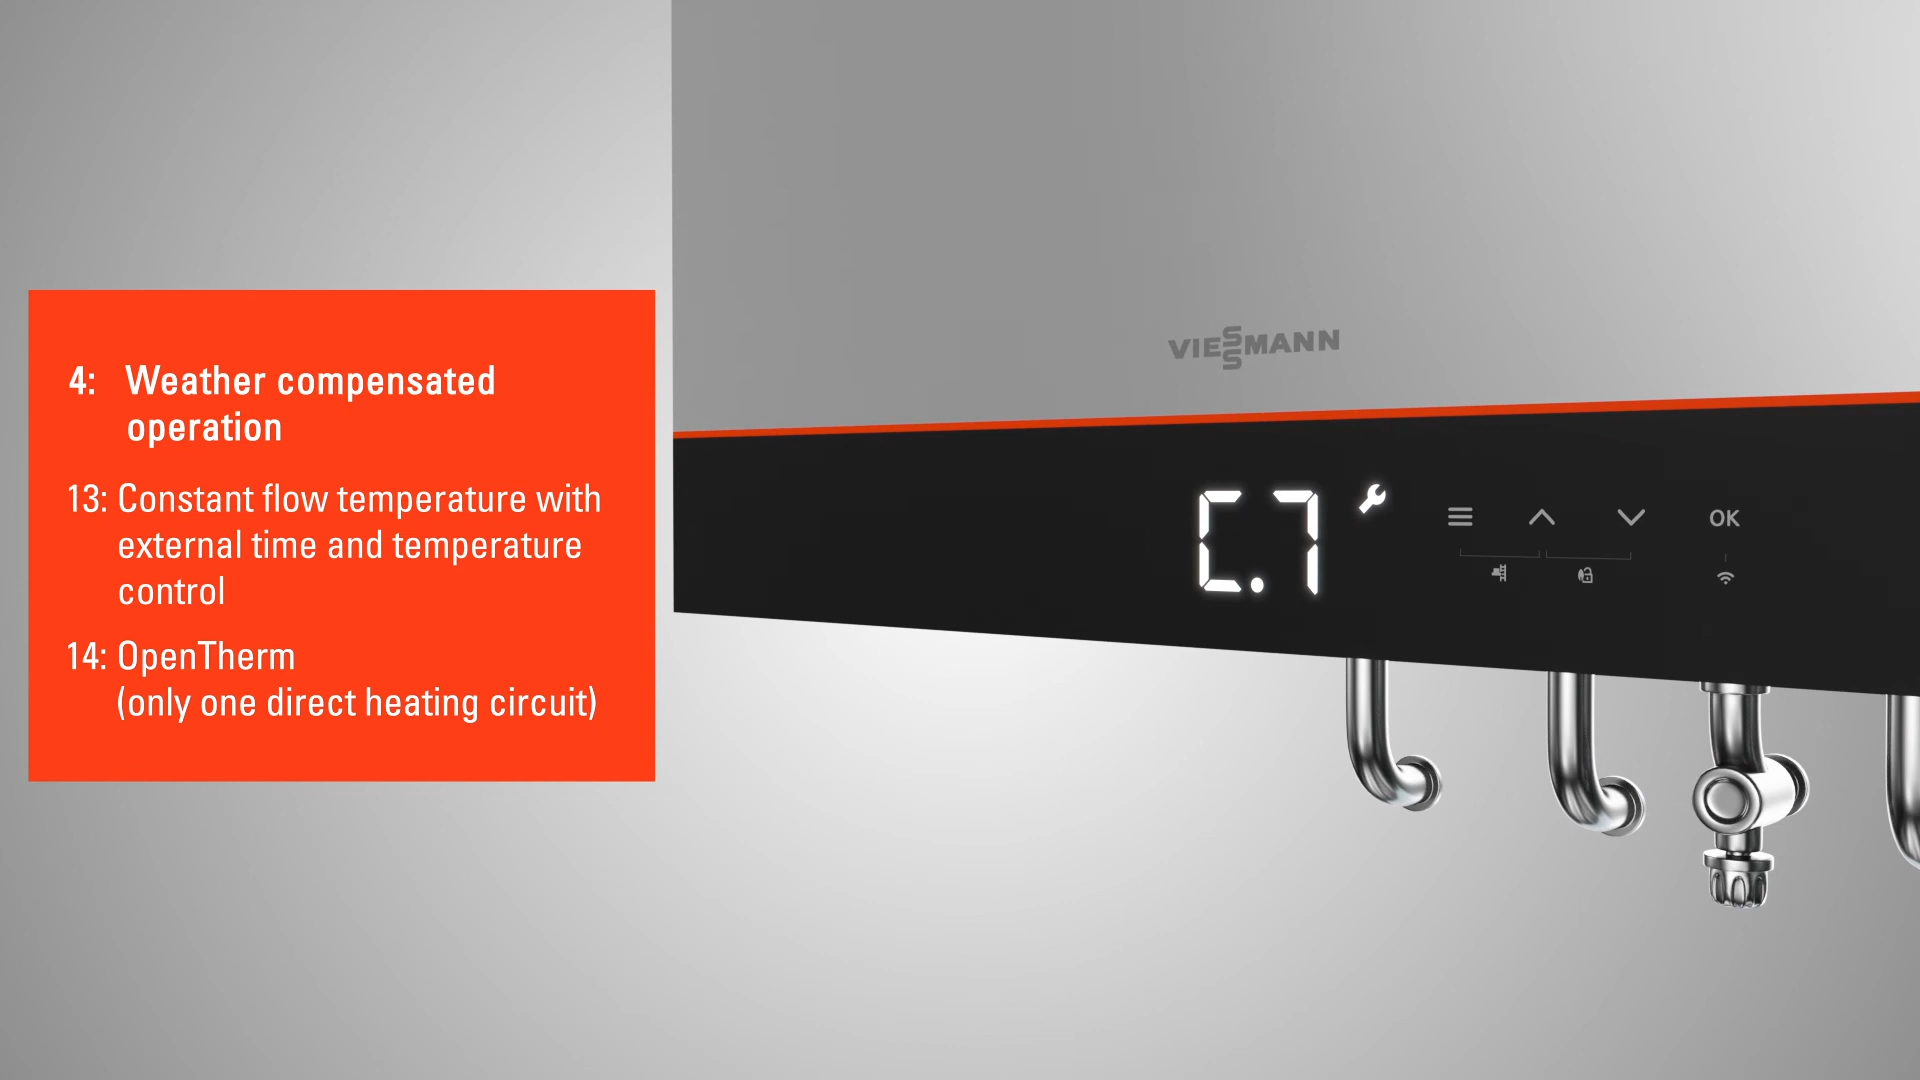 4: Weather compensated
operation
13: Constant flow temperature with
external time and temperature
control
14: OpenTherm
(only one direct heating circuit)
VIESSMANN
C.7
OK